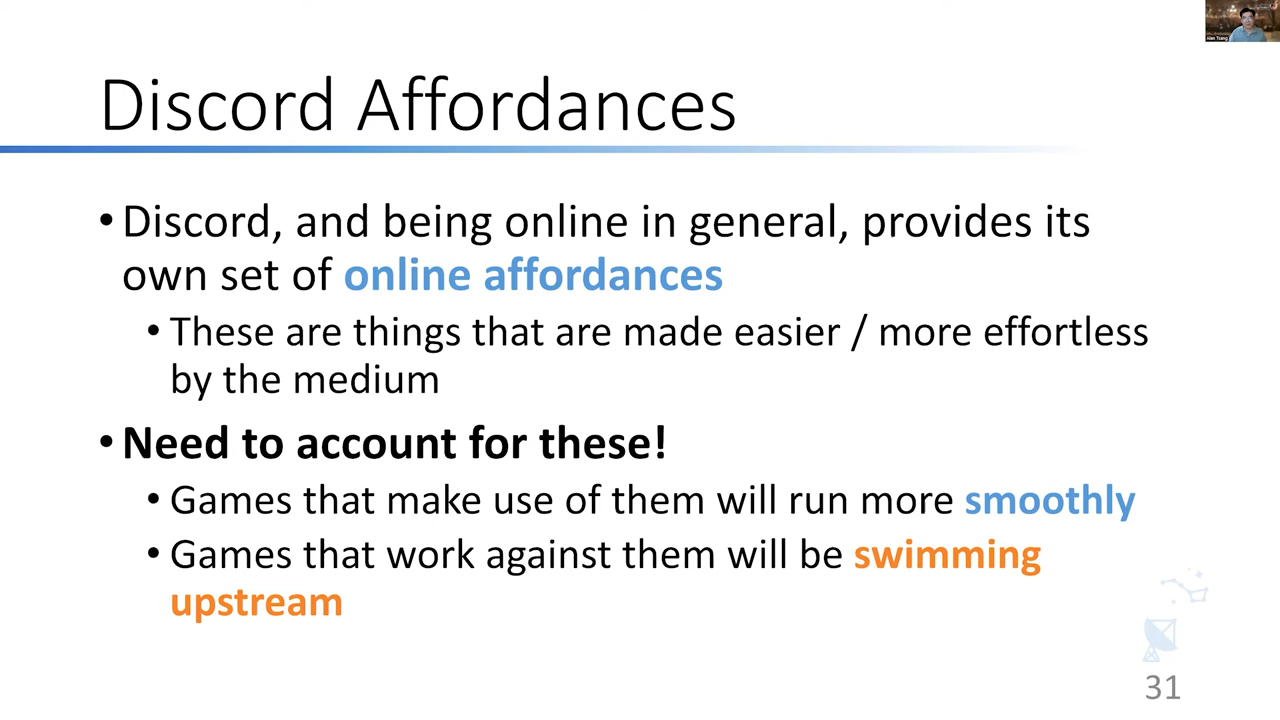 Alan Tsang
Discord Affordances
• Discord, and being online in general, provides its
own set of online affordances
• These are things that are made easier / more effortless
by the medium
• Need to account for these!
• Games that make use of them will run more smoothly
• Games that work against them will be swimming
upstream
31